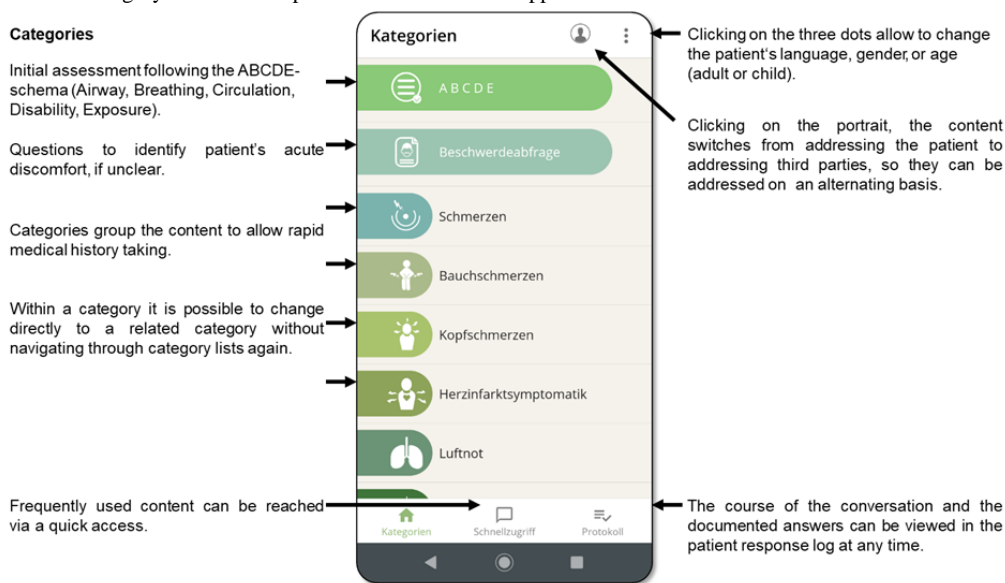 Categories
Initial assessment following the ABCDE-
schema (Airway, Breathing, Circulation,
Disability, Exposure).
Questions to identify patient's acute
discomfort, if unclear.
Categories group the content to allow rapid
medical history taking.
Within a category it is possible to change
directly to a related category without
navigating through category lists again.
Frequently used content can be reached
via a quick access.
Kategorien
A B C D E
Beschwerdeabfrage
Schmerzen
Bauchschmerzen
Kopfschmerzen
Herzinfarktsymptomatik
Luftnot
Kategorien
Schnellzugriff
Protokoll
Clicking on the three dots allow to change
the patient‘s language, gender, or age
(adult or child).
Clicking on the portrait, the content
switches from addressing the patient to
addressing third parties, so they can be
addressed on an alternating basis.
The course of the conversation and the
documented answers can be viewed in the
patient response log at any time.